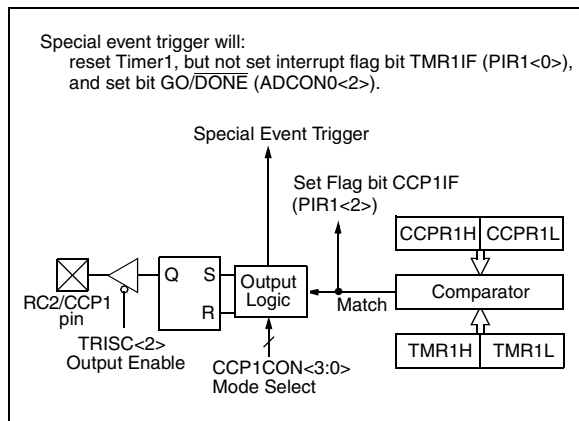 Special event trigger will:
reset Timer1, but not set interrupt flag bit TMR1IF (PIR1<0>),
and set bit GO/DONE (ADCON0<2>).
Special Event Trigger
Set Flag bit CCP1IF
(PIR1<2>)
CCPR1H CCPR1L
Q S Output
Logic
R
Match
Comparator
RC2/CCP1
pin
TRISC<2>
Output Enable
CCP1CON<3:0>
Mode Select
TMR1H TMR1L